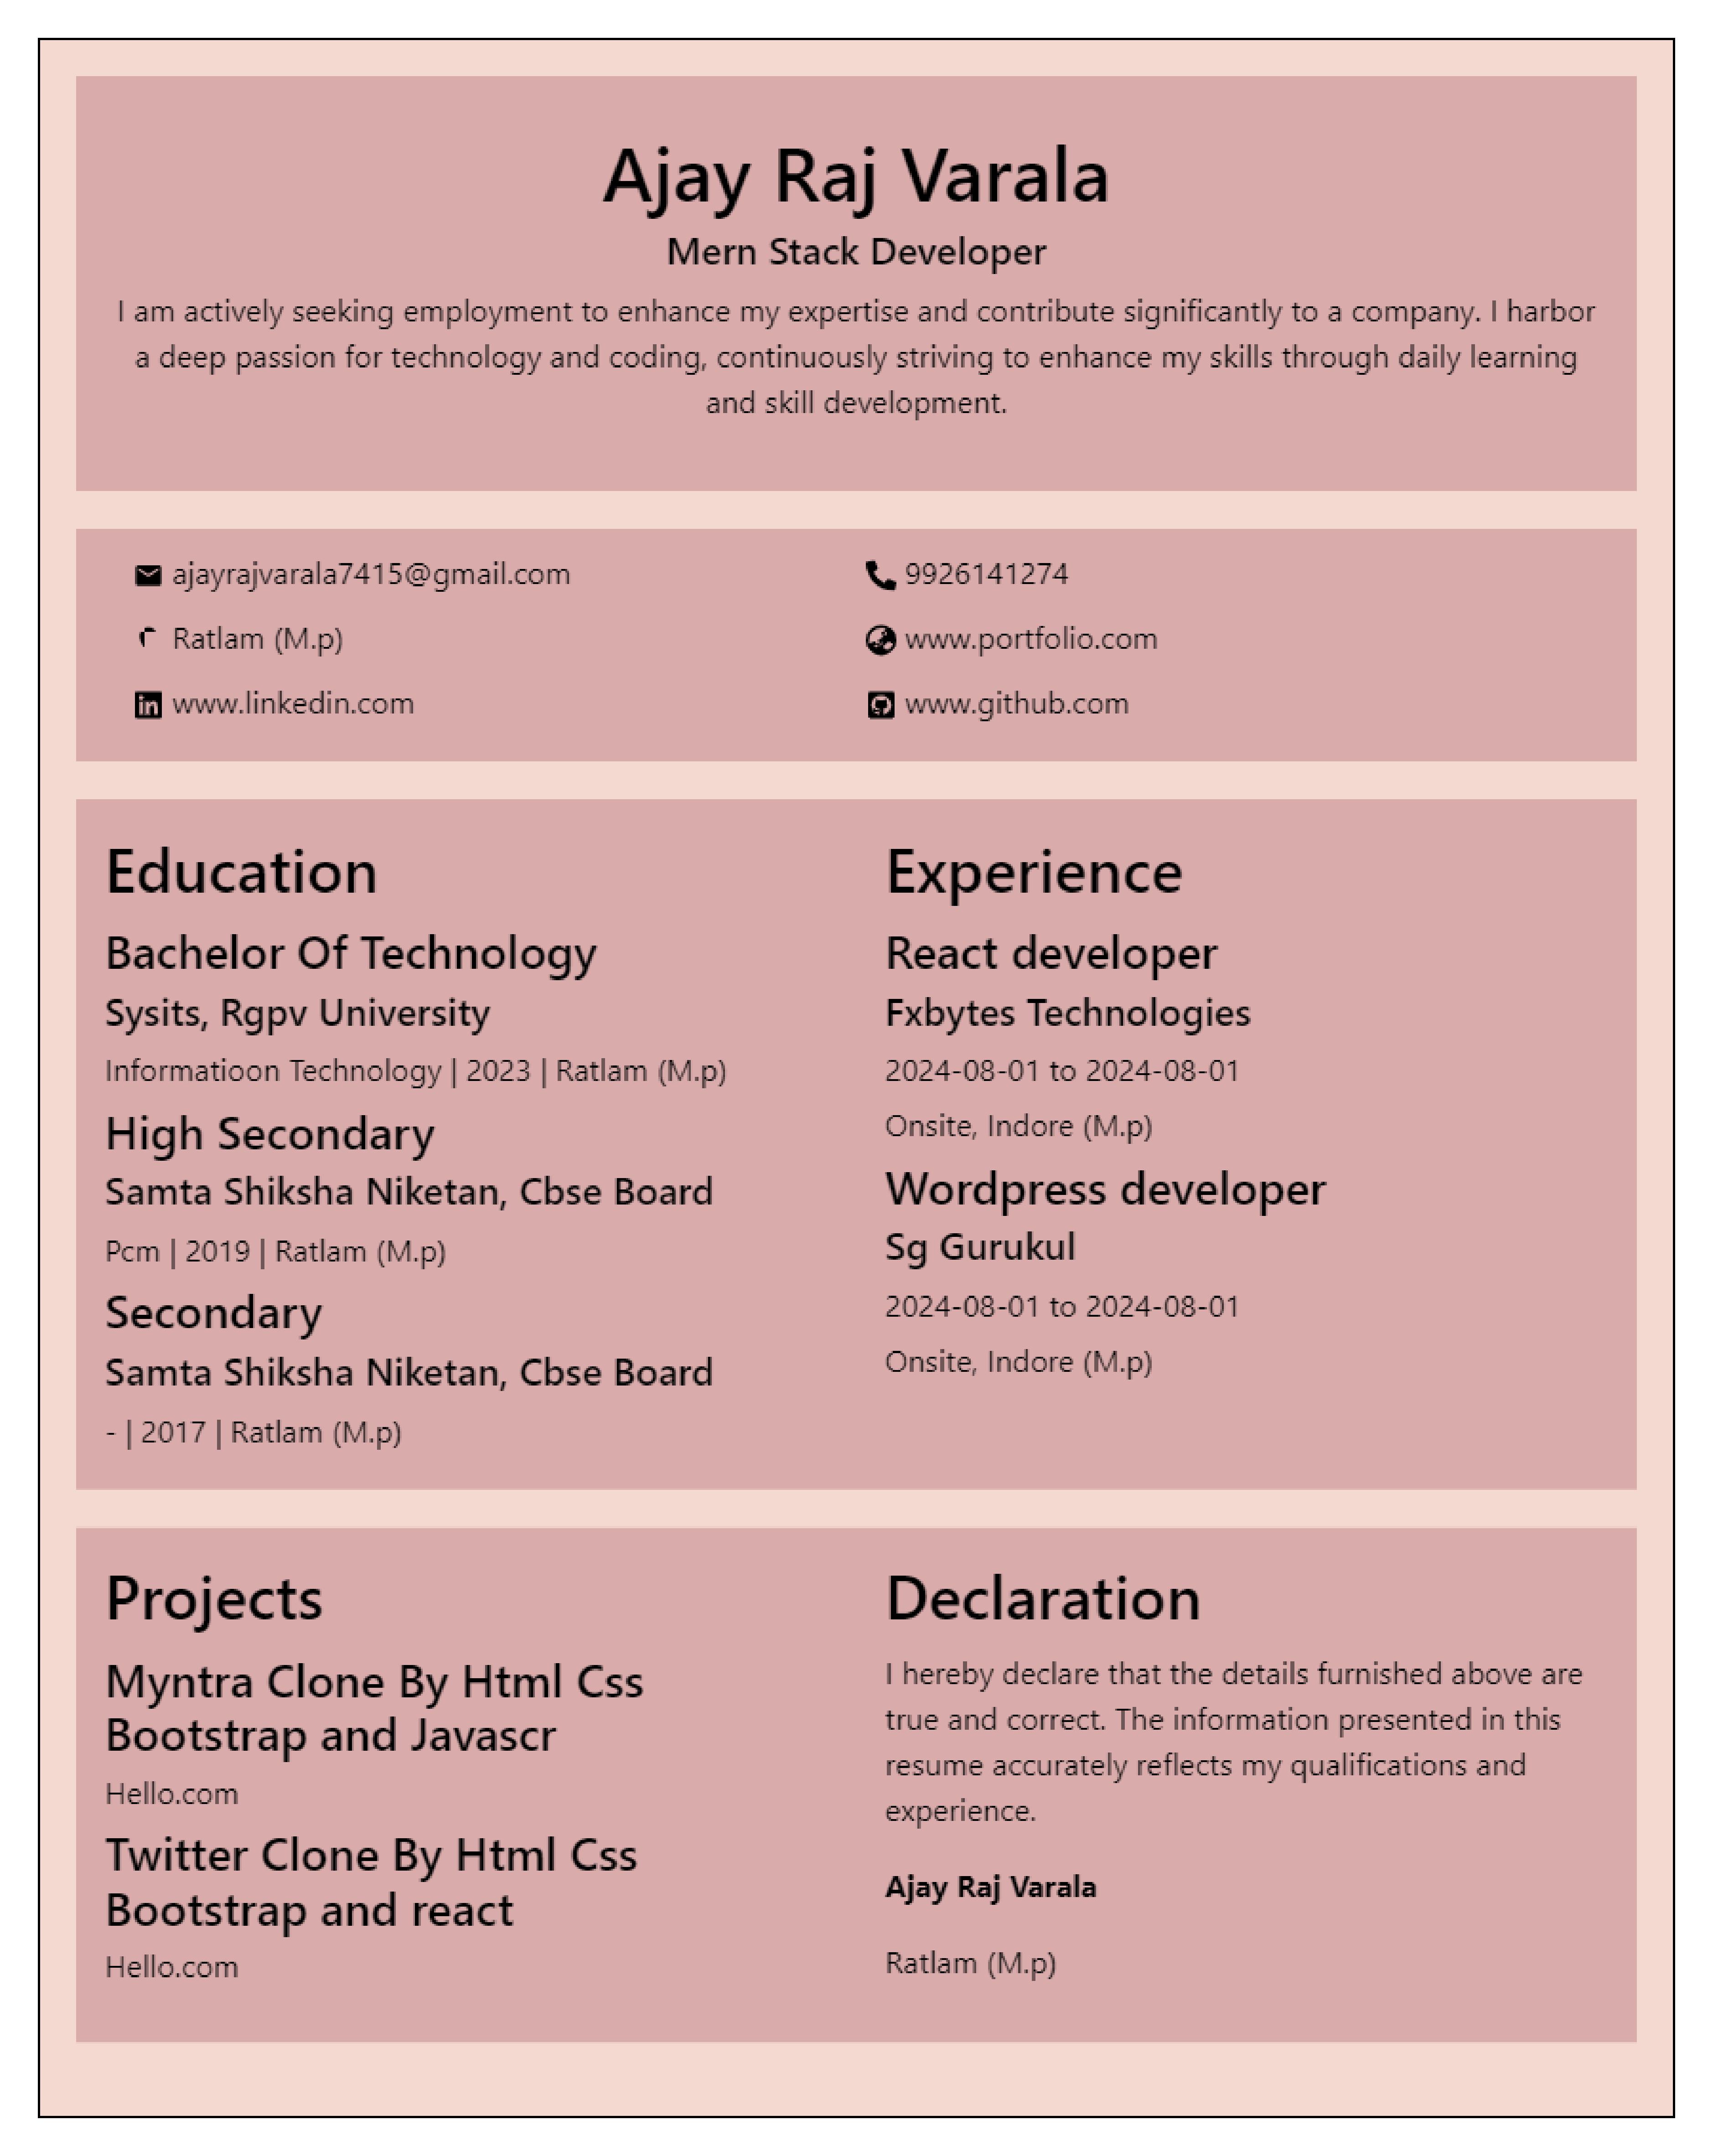 Ajay Raj Varala
Mern Stack Developer
I am actively seeking employment to enhance my expertise and contribute significantly to a company. I harbor
a deep passion for technology and coding, continuously striving to enhance my skills through daily learning
and skill development.
ajayrajvarala7415@gmail.com
9926141274
Ratlam (M.p)
www.portfolio.com
www.linkedin.com
www.github.com
Education
Bachelor Of Technology
Sysits, Rgpv University
Informatioon Technology | 2023 | Ratlam (M.p)
High Secondary
Samta Shiksha Niketan, Cbse Board
Pcm | 2019 | Ratlam (M.p)
Secondary
Samta Shiksha Niketan, Cbse Board
- | 2017 | Ratlam (M.p)
Experience
React developer
Fxbytes Technologies
2024-08-01 to 2024-08-01
Onsite, Indore (M.p)
Wordpress developer
Sg Gurukul
2024-08-01 to 2024-08-01
Onsite, Indore (M.p)
Projects
Myntra Clone By Html Css
Bootstrap and Javascr
Hello.com
Twitter Clone By Html Css
Bootstrap and react
Hello.com
Declaration
I hereby declare that the details furnished above are
true and correct. The information presented in this
resume accurately reflects my qualifications and
experience.
Ajay Raj Varala
Ratlam (M.p)